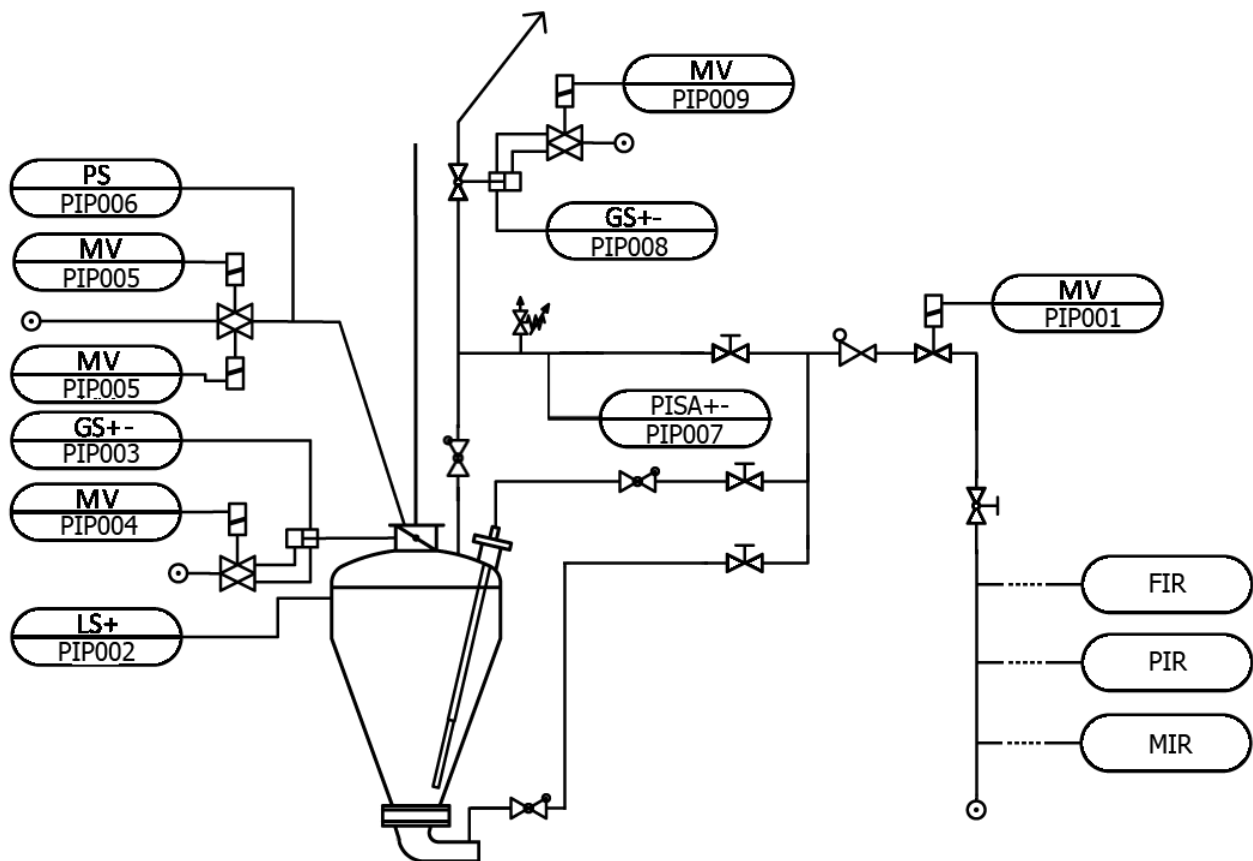 MV
PIP009
PS
PIP006
GS+-
PIP008
MV
PIP005
MV
PIP001
MV
PIP005
PISA+-
PIP007
GS+-
PIP003
MV
PIP004
FIR
LS+
PIP002
PIR
MIR